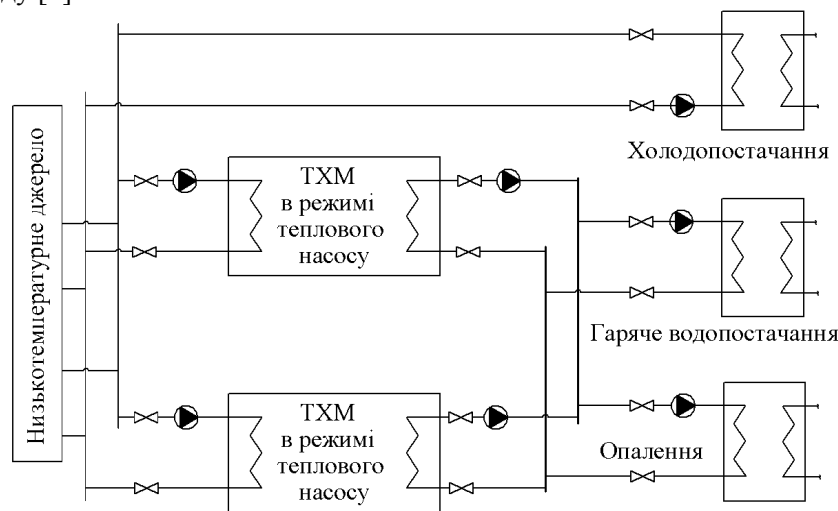 Низькотемпературне джерело
ТХМ
в режимі
теплового
насосу
Холодопостачання
Гаряче водопостачання
ТХМ
в режимі
теплового
насосу
Опалення